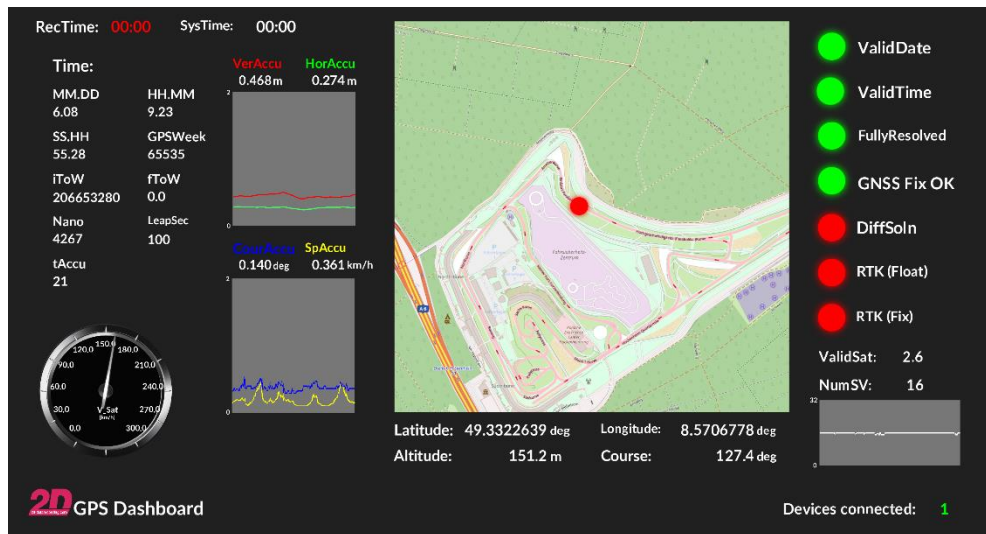 RecTime: 00:00 SysTime: 00:00
Time:
MM.DD HH.MM
6.08 9.23
SS.HH GPSWeek
55.28 65535
iToW fToW
206653280 0.0
Nano LeapSec
4267 100
tAccu
21
VerAccu HorAccu
0.468 m 0.274 m
2
0
CourAccu SpAccu
0.140 deg 0.361 km/h
2
0
120,0 150,0 180,0
90,0 210,0
60,0 240,0
30,0 270,0
0,0 300,0
V_Sat
[km/h]
Latitude: 49.3322639 deg Longitude: 8.5706778 deg
Altitude: 151.2 m Course: 127.4 deg
ValidDate
ValidTime
FullyResolved
GNSS Fix OK
DiffSoln
RTK (Float)
RTK (Fix)
ValidSat: 2.6
NumSV: 16
32
0
2D GPS Dashboard
Devices connected: 1